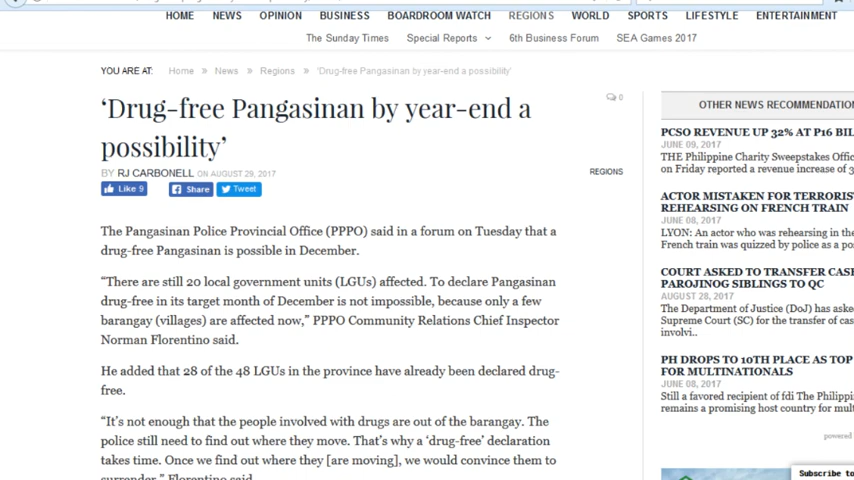 HOME NEWS OPINION BUSINESS BOARDROOM WATCH REGIONS WORLD SPORTS LIFESTYLE ENTERTAINMENT
The Sunday Times Special Reports 6th Business Forum SEA Games 2017
YOU ARE AT: Home » News » Regions » 'Drug-free Pangasinan by year-end a possibility'
‘Drug-free Pangasinan by year-end a
possibility’
0
BY RJ CARBONELL ON AUGUST 29, 2017
REGIONS
Like 9 Share Tweet
The Pangasinan Police Provincial Office (PPPO) said in a forum on Tuesday that a
drug-free Pangasinan is possible in December.
“There are still 20 local government units (LGUs) affected. To declare Pangasinan
drug-free in its target month of December is not impossible, because only a few
barangay (villages) are affected now,” PPPO Community Relations Chief Inspector
Norman Florentino said.
He added that 28 of the 48 LGUs in the province have already been declared drug-
free.
“It’s not enough that the people involved with drugs are out of the barangay. The
police still need to find out where they move. That’s why a ‘drug-free’ declaration
takes time. Once we find out where they [are moving], we would convince them to
surrender,” Florentino said.
OTHER NEWS RECOMMENDATION
PCSO REVENUE UP 32% AT P16 BIL
JUNE 09, 2017
THE Philippine Charity Sweepstakes Offic
on Friday reported a revenue increase of 3
ACTOR MISTAKEN FOR TERRORIS
REHEARSING ON FRENCH TRAIN
JUNE 08, 2017
LYON: An actor who was rehearsing in the
French train was quizzed by police as a po
COURT ASKED TO TRANSFER CASE
PAROJINOG SIBLINGS TO QC
AUGUST 28, 2017
The Department of Justice (DoJ) has aske
Supreme Court (SC) for the transfer of cas
involvi..
PH DROPS TO 10TH PLACE AS TOP
FOR MULTINATIONALS
JUNE 08, 2017
Still a favored recipient of fdi The Philippi
remains a promising host country for mult
powered
Subscribe to